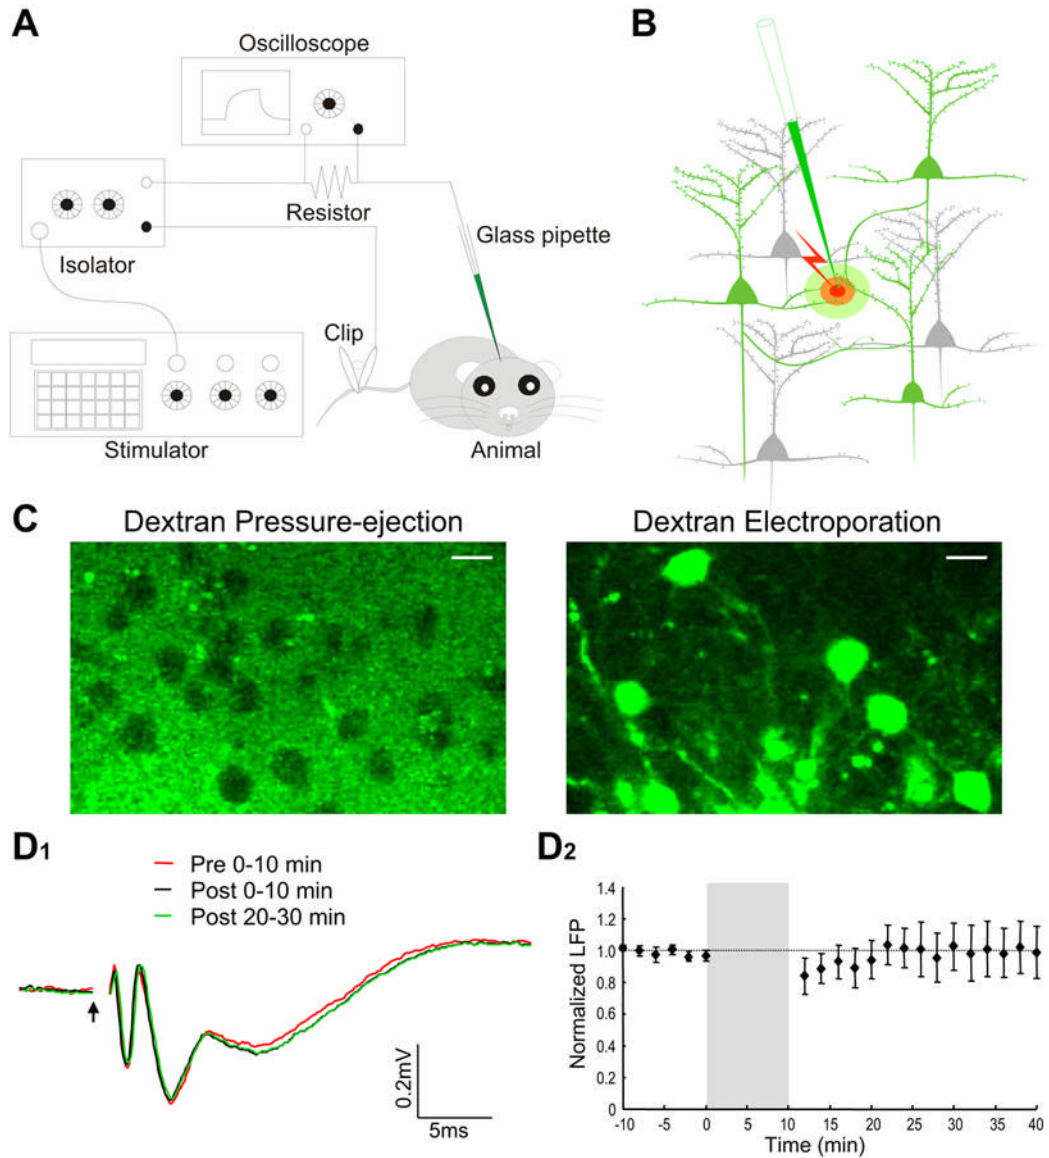 A
Oscilloscope
Resistor
Glass pipette
Isolator
Clip
Stimulator
Animal
B
C
Dextran Pressure-ejection
Dextran Electroporation
D1
Pre 0-10 min
Post 0-10 min
Post 20-30 min
0.2mV
5ms
D2
Normalized LFP
1.4
1.2
1.0
0.8
0.6
0.4
0.2
0
-10 -5 0 5 10 15 20 25 30 35 40
Time (min)